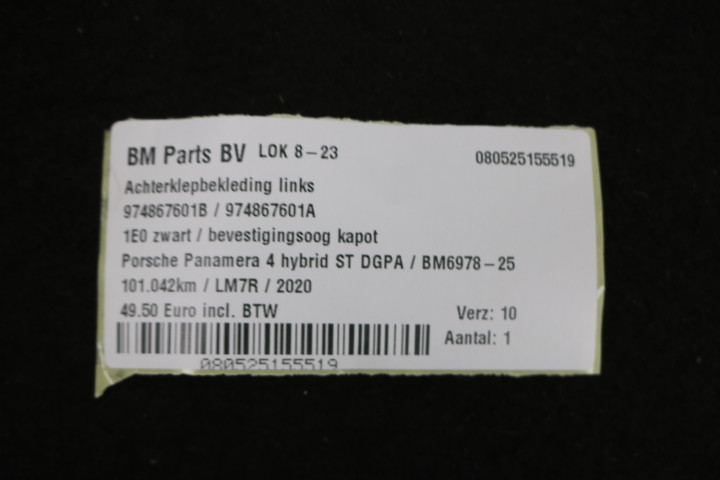 BM Parts BV LOK 8-23 080525155519
Achterklepbekleding links
974867601B / 974867601A
1E0 zwart / bevestigingsoog kapot
Porsche Panamera 4 hybrid ST DGPA / BM6978-25
101.042km / LM7R / 2020
49.50 Euro incl. BTW Verz: 10
Aantal: 1
080525155519